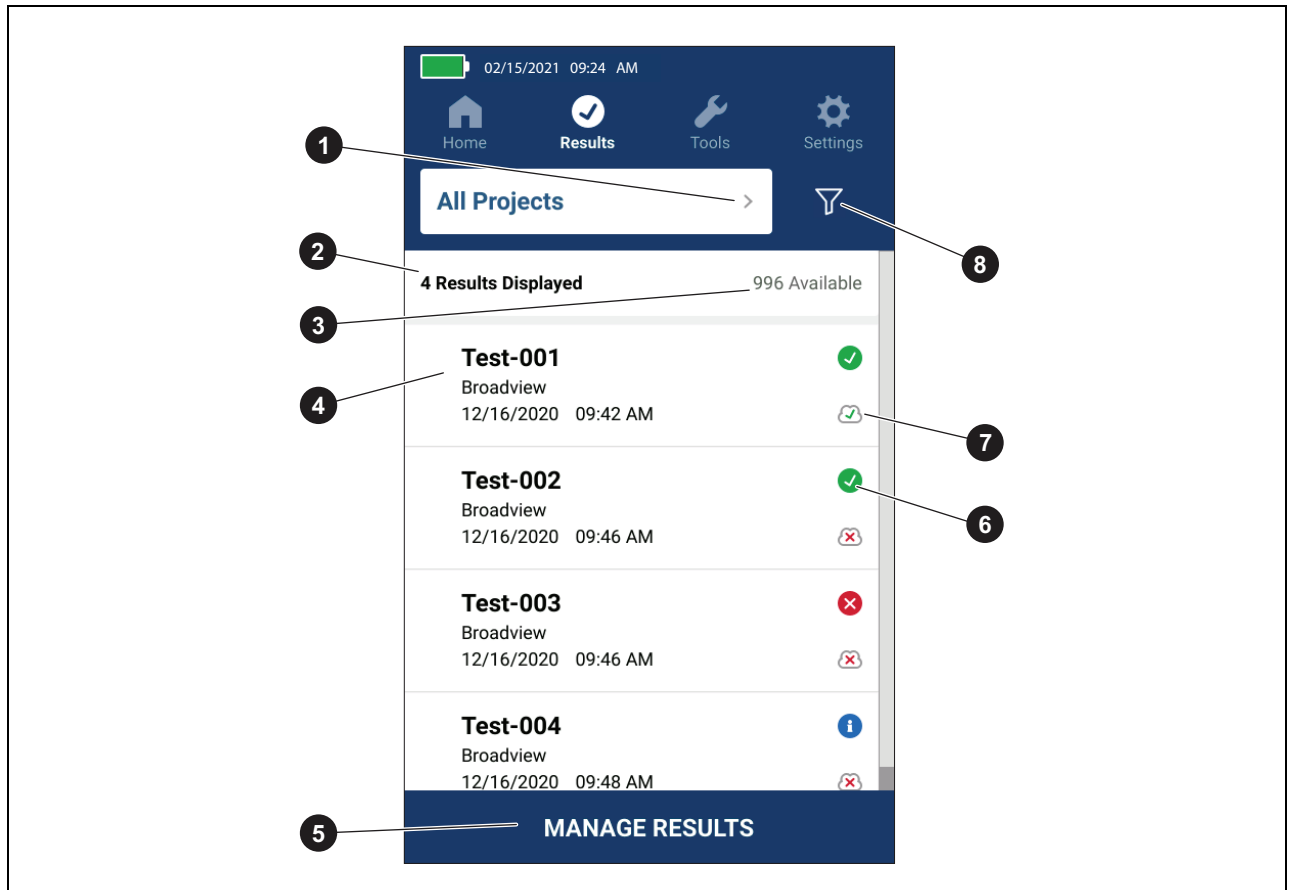 02/15/2021 09:24 AM
Home Results Tools Settings
1
All Projects
8
2
4 Results Displayed 996 Available
3
Test-001
Broadview
4
12/16/2020 09:42 AM
7
Test-002
Broadview
6
12/16/2020 09:46 AM
Test-003
Broadview
12/16/2020 09:46 AM
Test-004
Broadview
12/16/2020 09:48 AM
5
MANAGE RESULTS